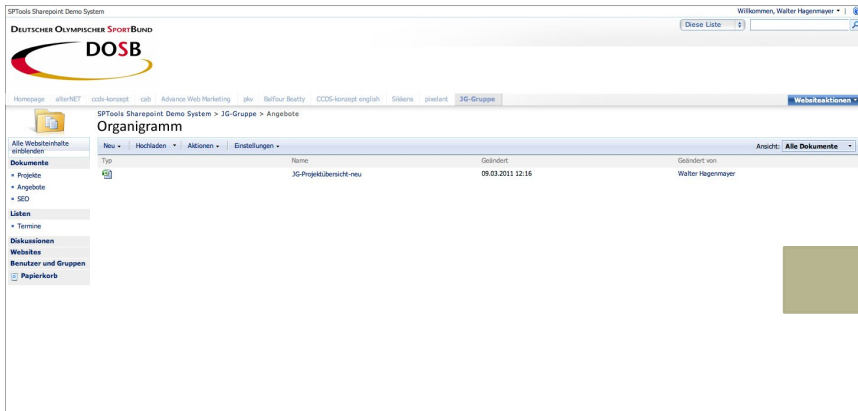 SPTools Sharepoint Demo System
Willkommen, Walter Hagenmayer
DEUTSCHER OLYMPISCHER SPORTBUND
Diese Liste
DOSB
Homepage alterNET ccds-konzept cab Advance Web Marketing pkv Balfour Beatty CCDS-konzept english Sikkens pixelant JG-Gruppe
Websiteaktionen
SPTools Sharepoint Demo System > JG-Gruppe > Angebote
Organigramm
Alle Websiteinhalte
einblenden
Neu Hochladen Aktionen Einstellungen
Ansicht: Alle Dokumente
Dokumente
Projekte
Angebote
SEO
Listen
Termine
Diskussionen
Websites
Benutzer und Gruppen
Papierkorb
Typ Name Geändert Geändert von
JG-Projektübersicht-neu 09.03.2011 12:16 Walter Hagenmayer